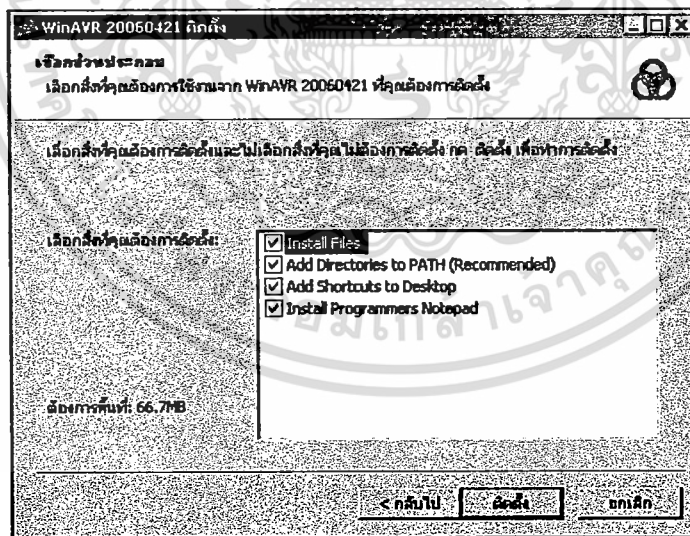 WinAVR 20060421 ติดตั้ง
เลือกส่วนประกอบ
เลือกสิ่งที่คุณต้องการใช้งานจาก WinAVR 20060421 ที่คุณต้องการติดตั้ง
เลือกสิ่งที่คุณต้องการติดตั้งและไม่เลือกสิ่งที่คุณไม่ต้องการติดตั้ง กด ติดตั้ง เพื่อทำการติดตั้ง
เลือกสิ่งที่คุณต้องการติดตั้ง:
Install Files
Add Directories to PATH (Recommended)
Add Shortcuts to Desktop
Install Programmers Notepad
ต้องการพื้นที่: 66.7MB
< กลับไป
ติดตั้ง
ยกเลิก